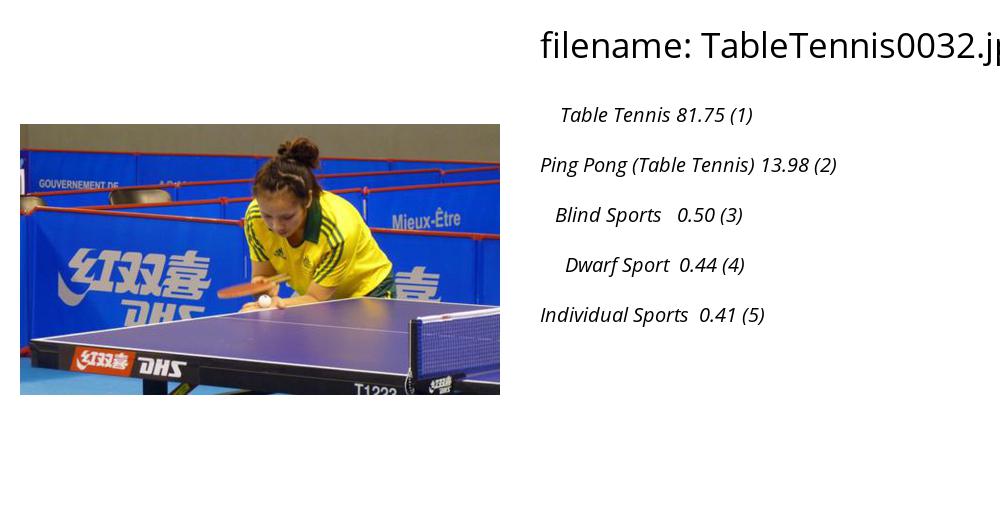 filename: TableTennis0032.jp
Table Tennis 81.75 (1)
Ping Pong (Table Tennis) 13.98 (2)
Blind Sports 0.50 (3)
Dwarf Sport 0.44 (4)
Individual Sports 0.41 (5)
GOUVERNEMENT DE
Mieux-Être
红双喜
DHS
红双喜 DHS
T1223